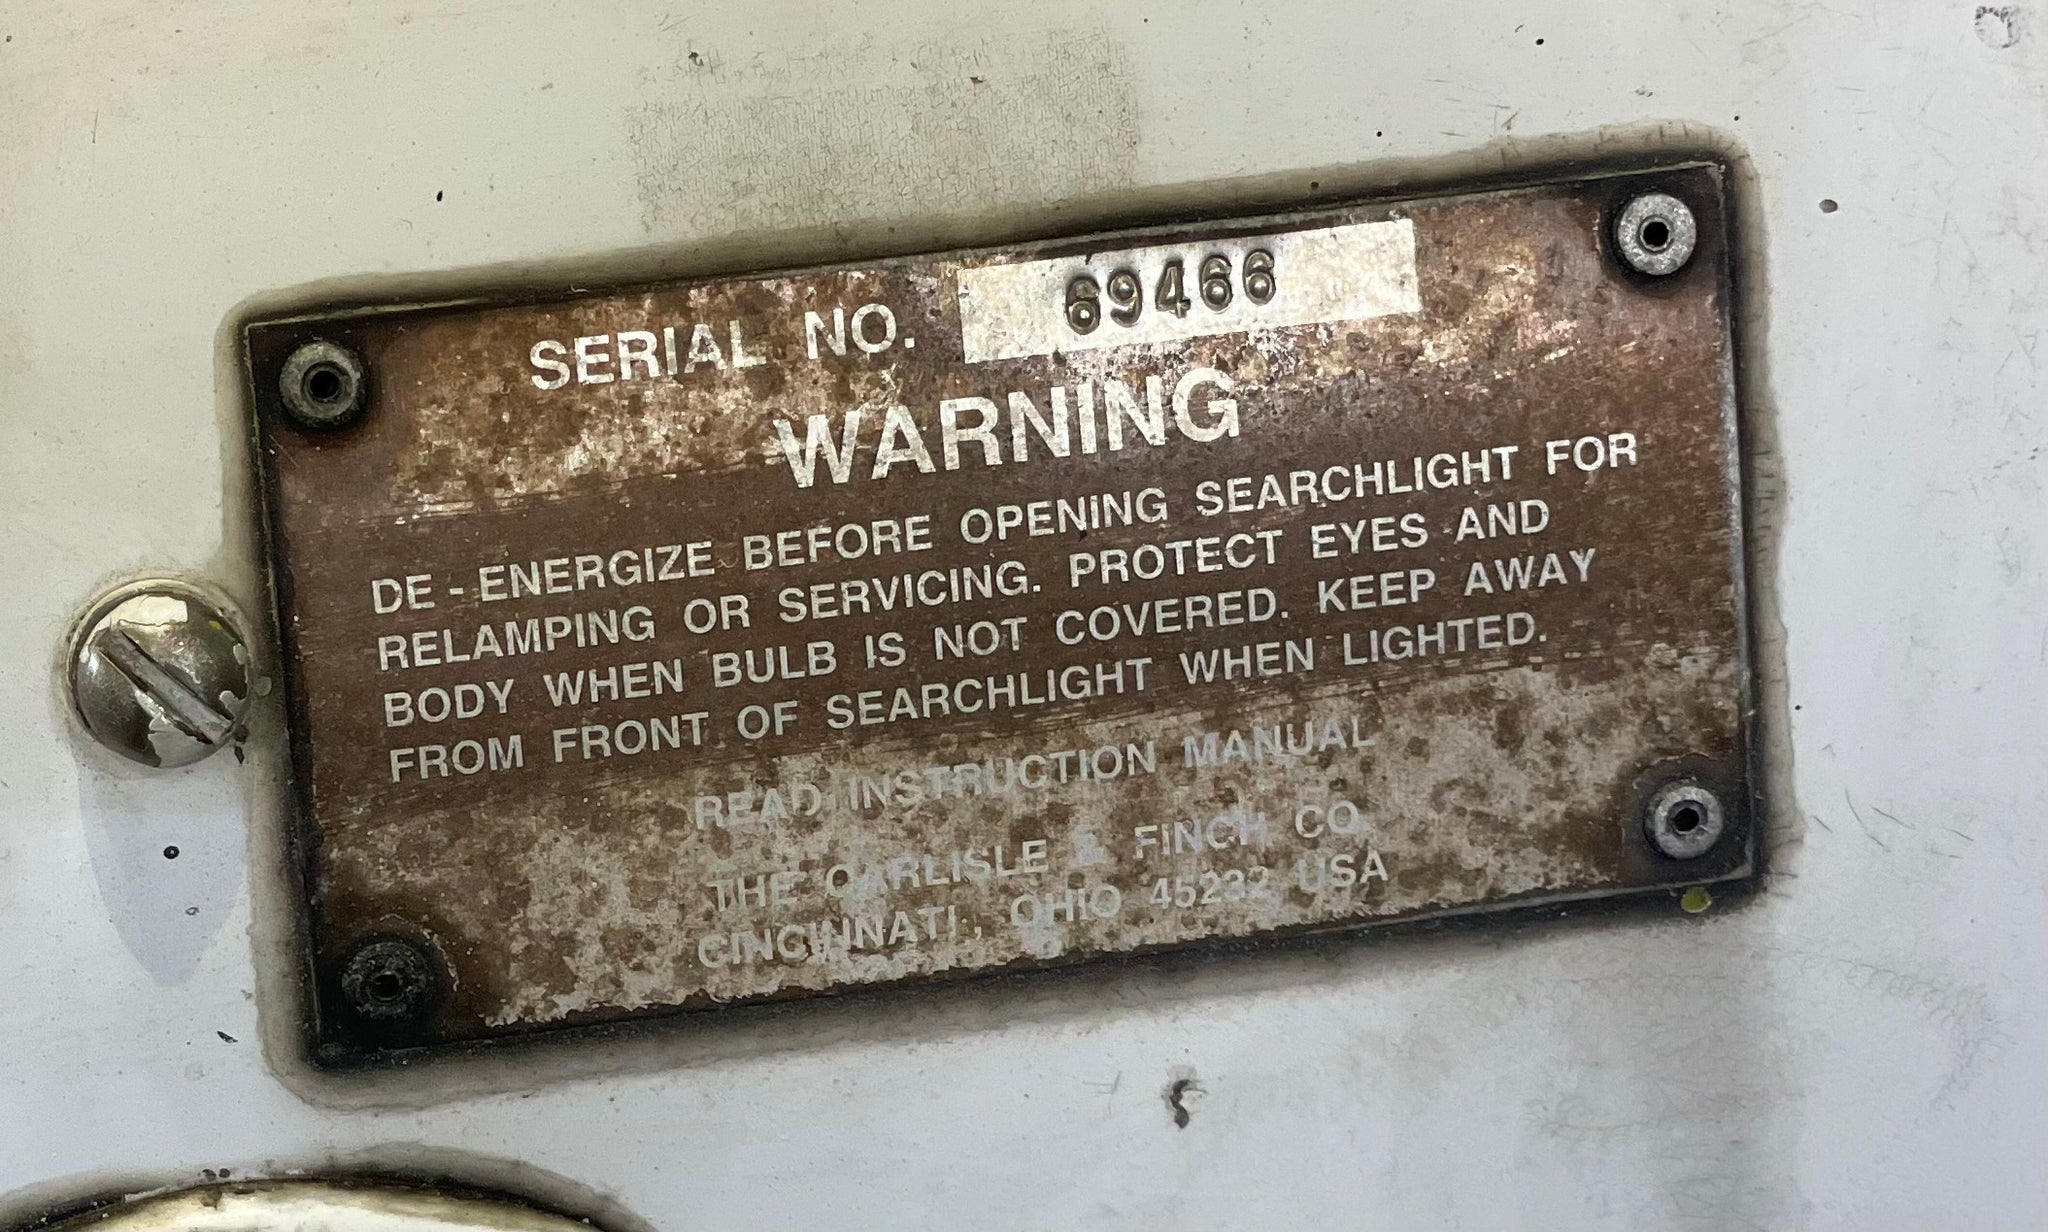 SERIAL NO. 69466
WARNING
DE - ENERGIZE BEFORE OPENING SEARCHLIGHT FOR
RELAMPING OR SERVICING. PROTECT EYES AND
BODY WHEN BULB IS NOT COVERED. KEEP AWAY
FROM FRONT OF SEARCHLIGHT WHEN LIGHTED.
READ INSTRUCTION MANUAL
THE CARLISLE & FINCH CO.
CINCINNATI, OHIO 45232 USA